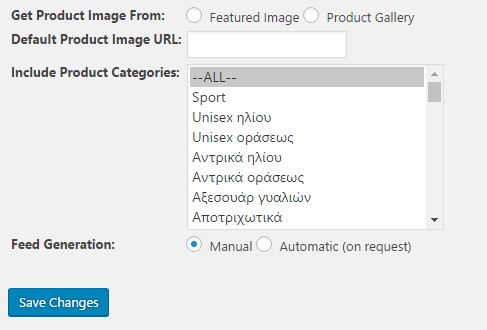 Get Product Image From: Featured Image Product Gallery
Default Product Image URL:
Include Product Categories: --ALL--
Sport
Unisex ηλίου
Unisex οράσεως
Αντρικά ηλίου
Αντρικά οράσεως
Αξεσουάρ γυαλιών
Αποτριχωτικά
Feed Generation: Manual Automatic (on request)
Save Changes